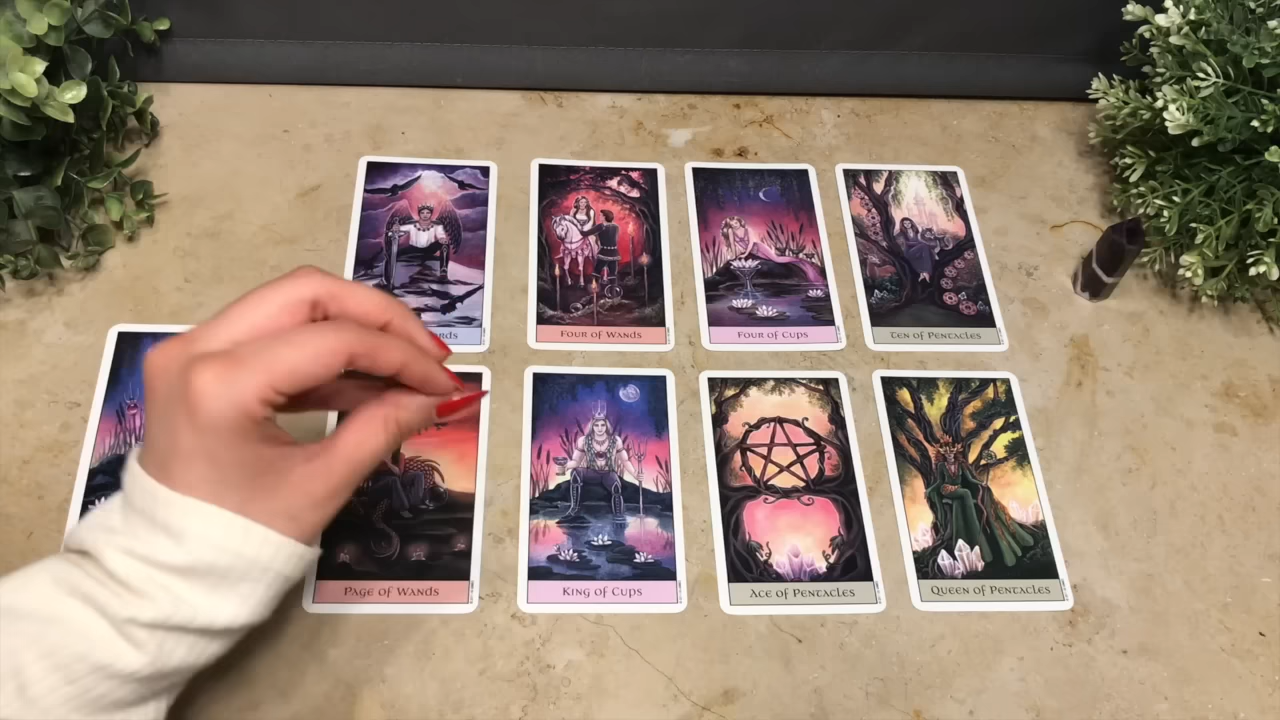 ords
Four of Wands
Four of Cups
Ten of Pentacles
Page of Wands
King of Cups
Ace of Pentacles
Queen of Pentacles